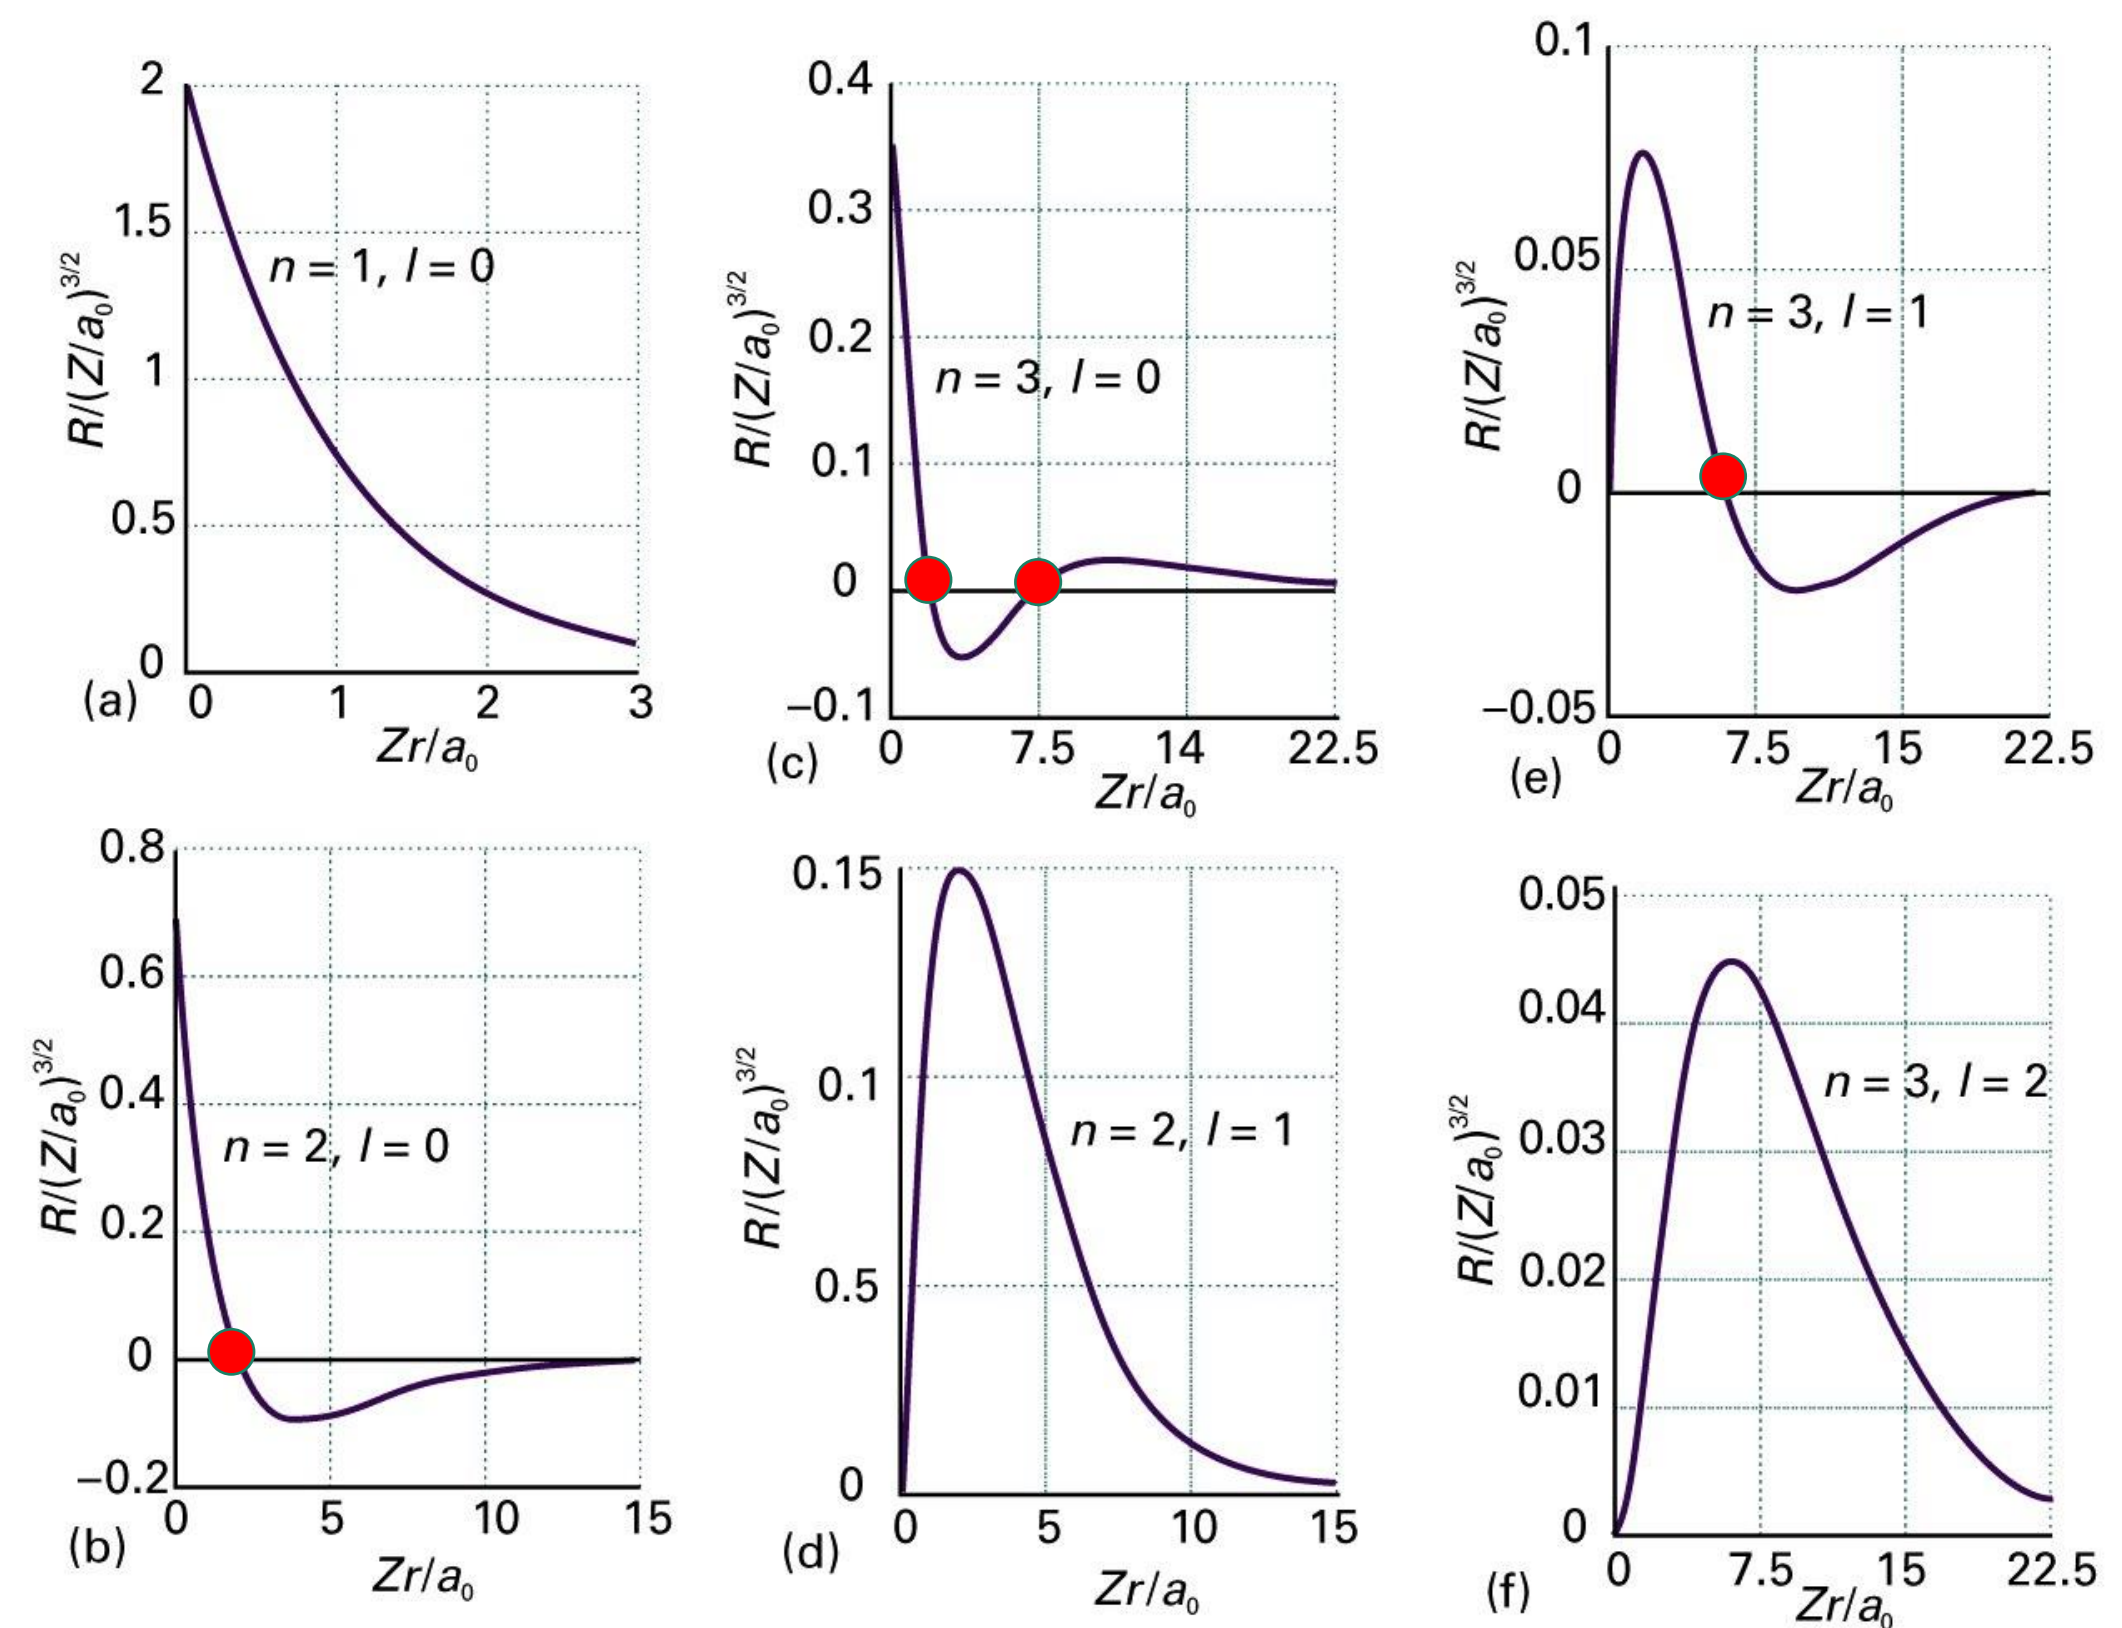 2
1.5
1
0.5
0
R/(Z/a₀)^3/2
n = 1, l = 0
0 1 2 3
Zr/a₀
(a)
0.4
0.3
0.2
0.1
0
−0.1
R/(Z/a₀)^3/2
n = 3, l = 0
0 7.5 14 22.5
Zr/a₀
(c)
0.1
0.05
0
−0.05
R/(Z/a₀)^3/2
n = 3, l = 1
0 7.5 15 22.5
Zr/a₀
(e)
0.8
0.6
0.4
0.2
0
−0.2
R/(Z/a₀)^3/2
n = 2, l = 0
0 5 10 15
Zr/a₀
(b)
0.15
0.1
0.5
0
R/(Z/a₀)^3/2
n = 2, l = 1
0 5 10 15
Zr/a₀
(d)
0.05
0.04
0.03
0.02
0.01
0
R/(Z/a₀)^3/2
n = 3, l = 2
0 7.5 15 22.5
Zr/a₀
(f)